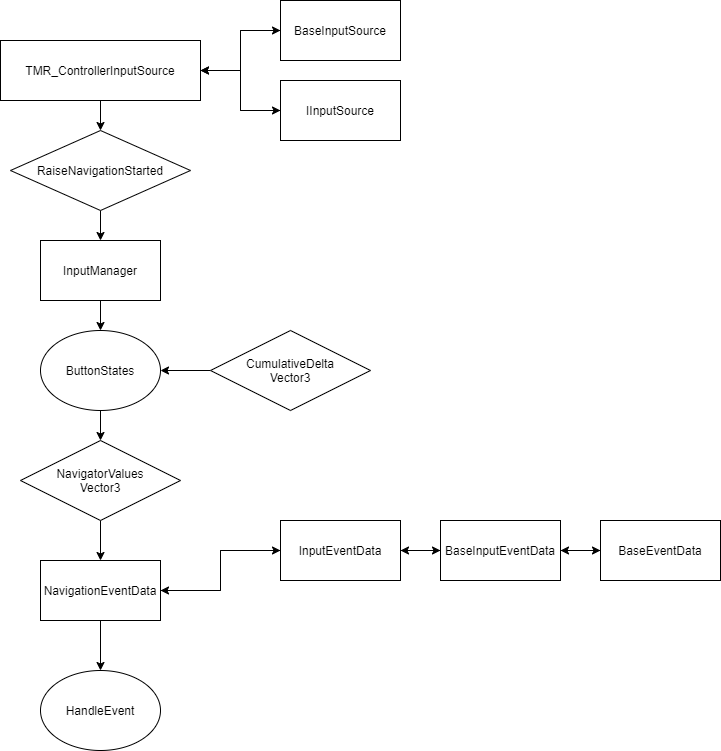 BaseInputSource
TMR_ControllerInputSource
IInputSource
RaiseNavigationStarted
InputManager
ButtonStates
CumulativeDelta
Vector3
NavigatorValues
Vector3
InputEventData
BaseInputEventData
BaseEventData
NavigationEventData
HandleEvent